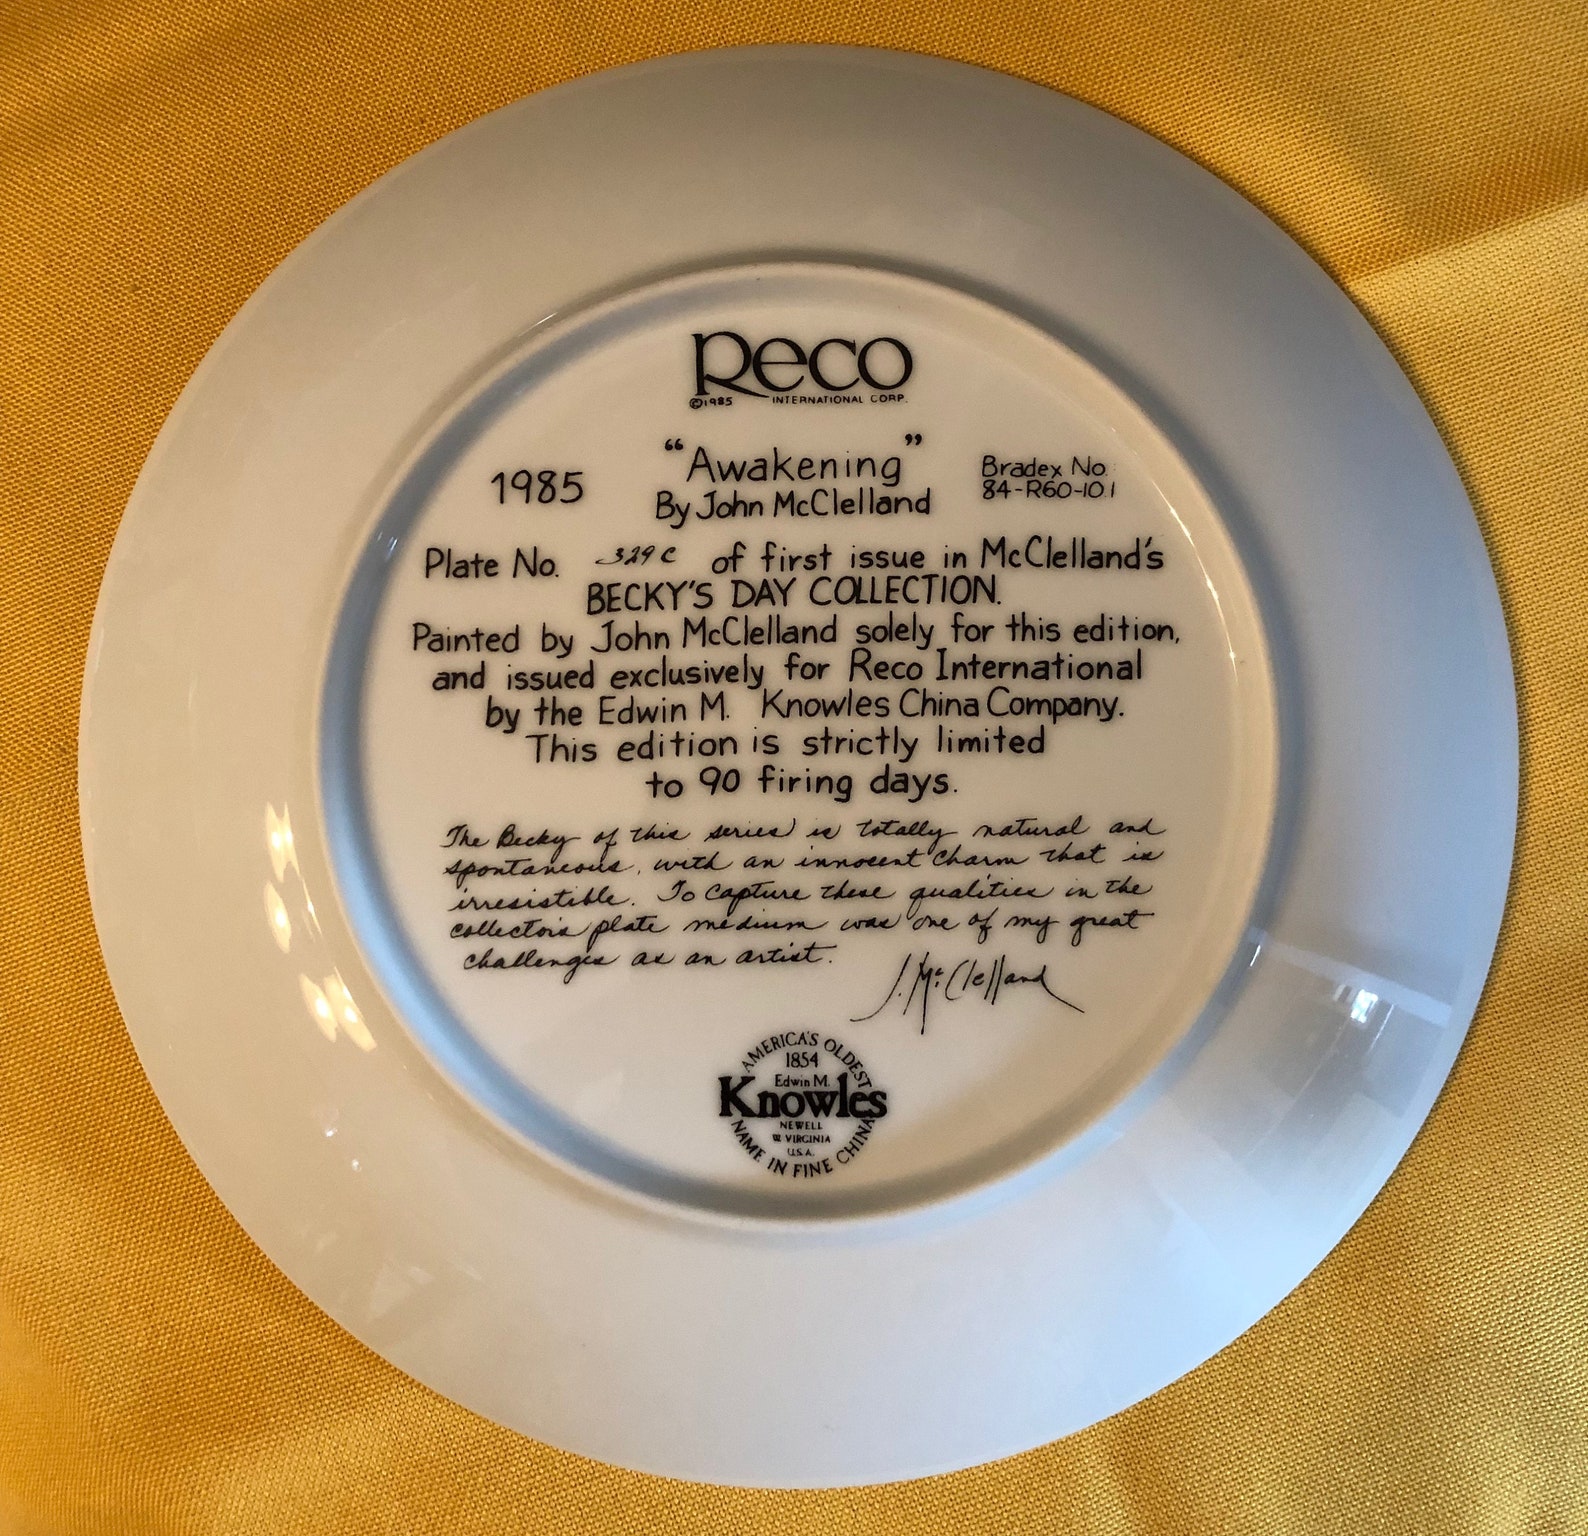 Reco
©1985 INTERNATIONAL CORP.
"Awakening"
1985
By John McClelland
Bradex No.
84-R60-10.1
Plate No. 329 C of first issue in McClelland's
BECKY'S DAY COLLECTION.
Painted by John McClelland solely for this edition,
and issued exclusively for Reco International
by the Edwin M. Knowles China Company.
This edition is strictly limited
to 90 firing days.
The Becky of this series is totally natural and
spontaneous, with an innocent charm that is
irresistible. To capture these qualities in the
collectors plate medium was one of my great
challenges as an artist.
J. McClelland
AMERICA'S OLDEST
1854
Edwin M.
Knowles
NEWELL
W VIRGINIA
U.S.A.
NAME IN FINE CHINA